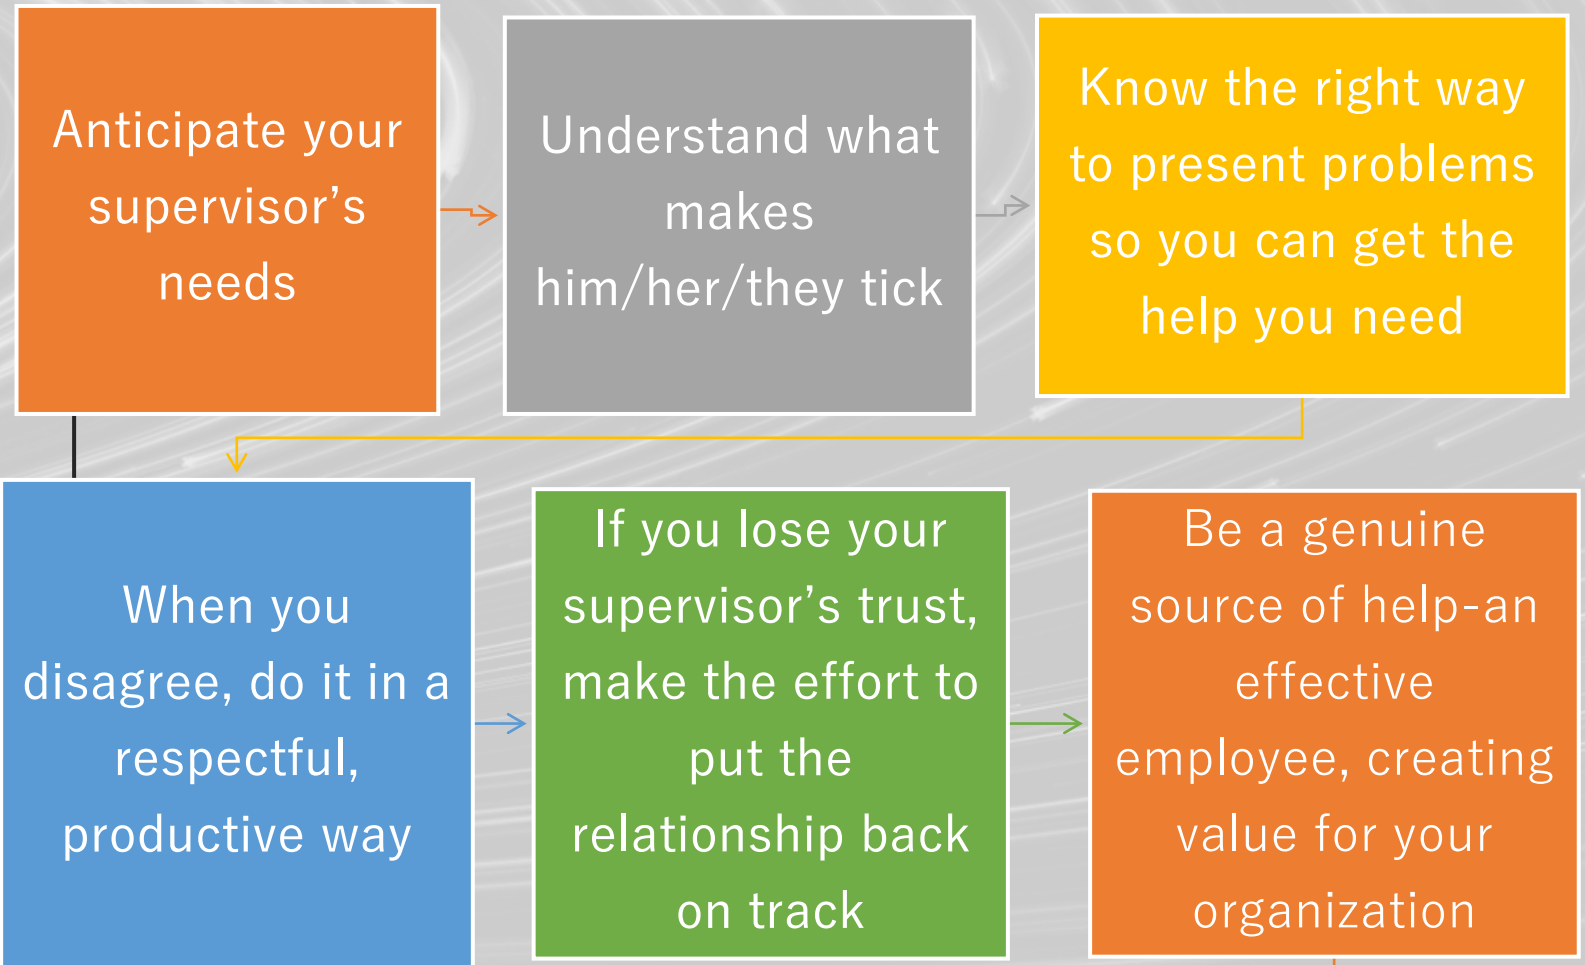 Anticipate your
supervisor’s
needs
Understand what
makes
him/her/they tick
Know the right way
to present problems
so you can get the
help you need
When you
disagree, do it in a
respectful,
productive way
If you lose your
supervisor’s trust,
make the effort to
put the
relationship back
on track
Be a genuine
source of help-an
effective
employee, creating
value for your
organization